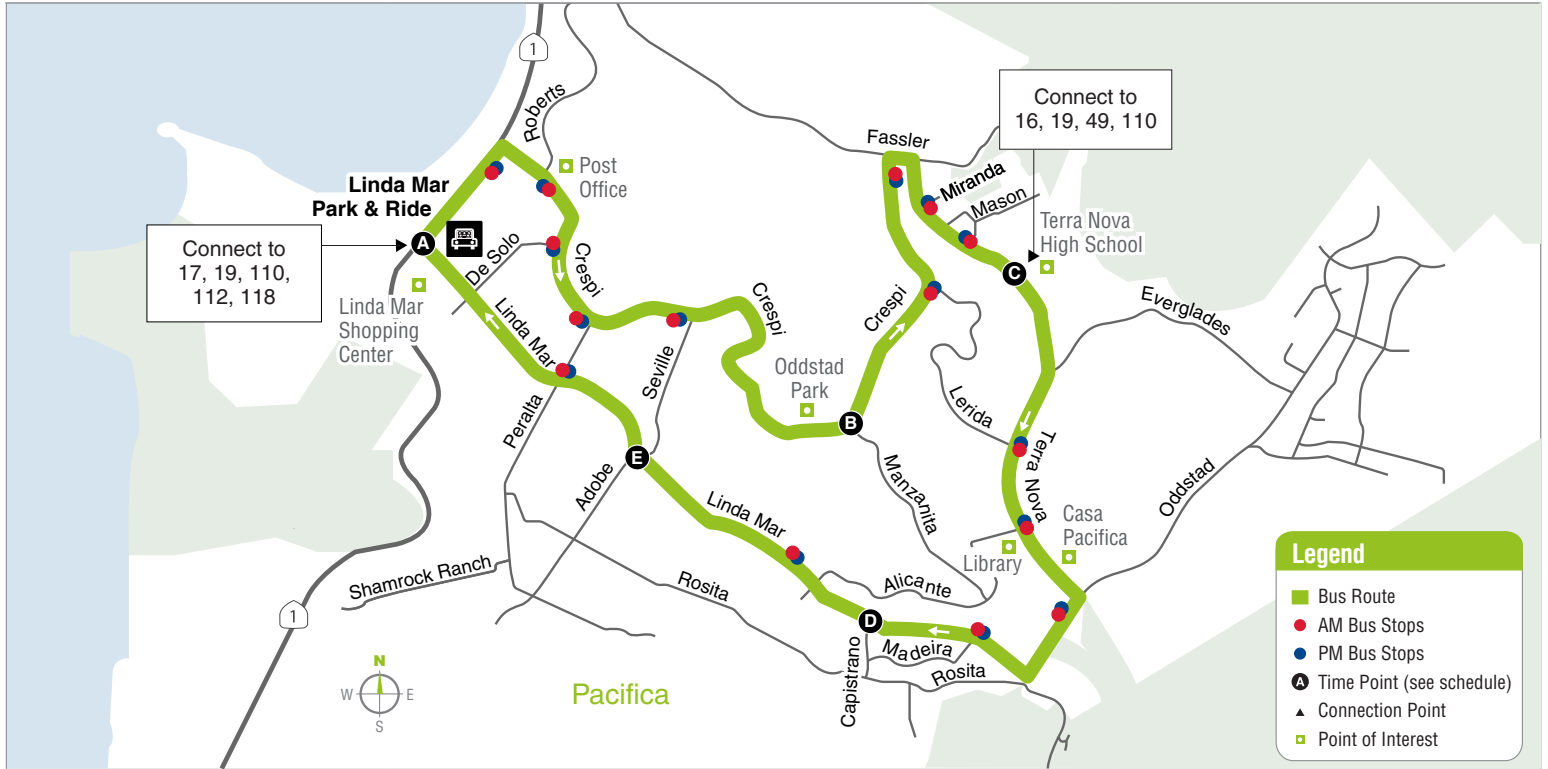 1
Roberts
Post
Office
Linda Mar
Park & Ride
A
Connect to
17, 19, 110,
112, 118
Linda Mar
Shopping
Center
De Solo
Crespi
Linda Mar
Crespi
Seville
Peralta
Oddstad
Park
B
Crespi
Fassler
Connect to
16, 19, 49, 110
Miranda
Mason
Terra Nova
High School
C
Everglades
Lerida
Terra Nova
Oddstad
Manzanita
E
Adobe
Linda Mar
Library
Casa
Pacifica
Shamrock Ranch
Rosita
Alicante
D
Madeira
Rosita
Capistrano
1
N
W
E
S
Pacifica
Legend
Bus Route
AM Bus Stops
PM Bus Stops
A Time Point (see schedule)
Connection Point
Point of Interest